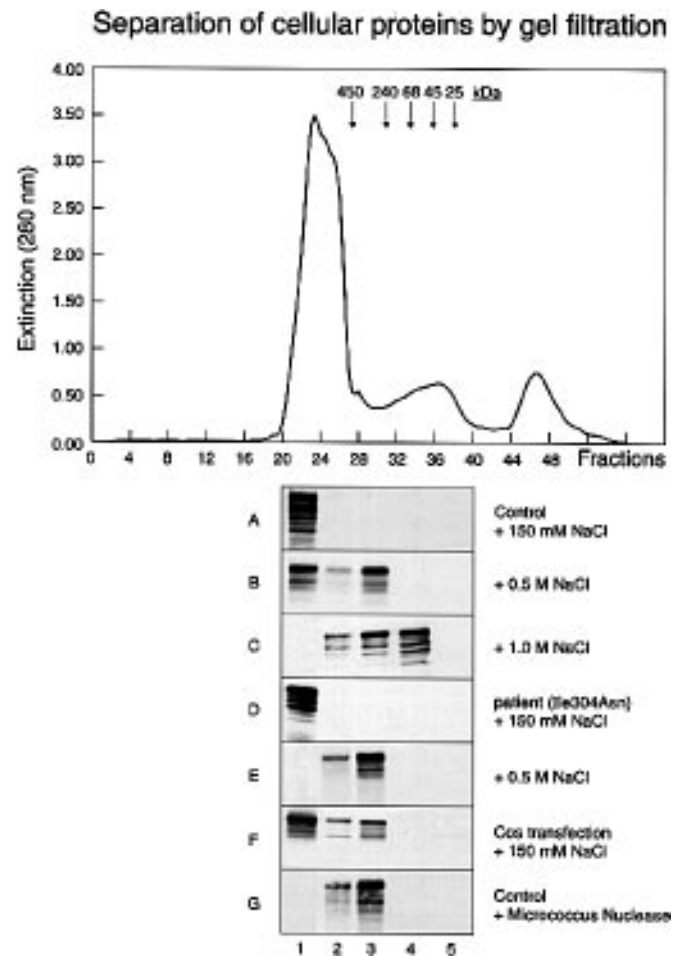 Separation of cellular proteins by gel filtration
4.00
450 240 68 45 25 kDa
3.50
3.00
2.50
2.00
1.50
1.00
0.50
0.00
Extinction (280 nm)
0 4 8 12 16 20 24 28 32 36 40 44 48 Fractions
A Control
+ 150 mM NaCl
B + 0.5 M NaCl
C + 1.0 M NaCl
D patient (Ile304Asn)
+ 150 mM NaCl
E + 0.5 M NaCl
F Cos transfection
+ 150 mM NaCl
G Control
+ Micrococcus Nuclease
1 2 3 4 5